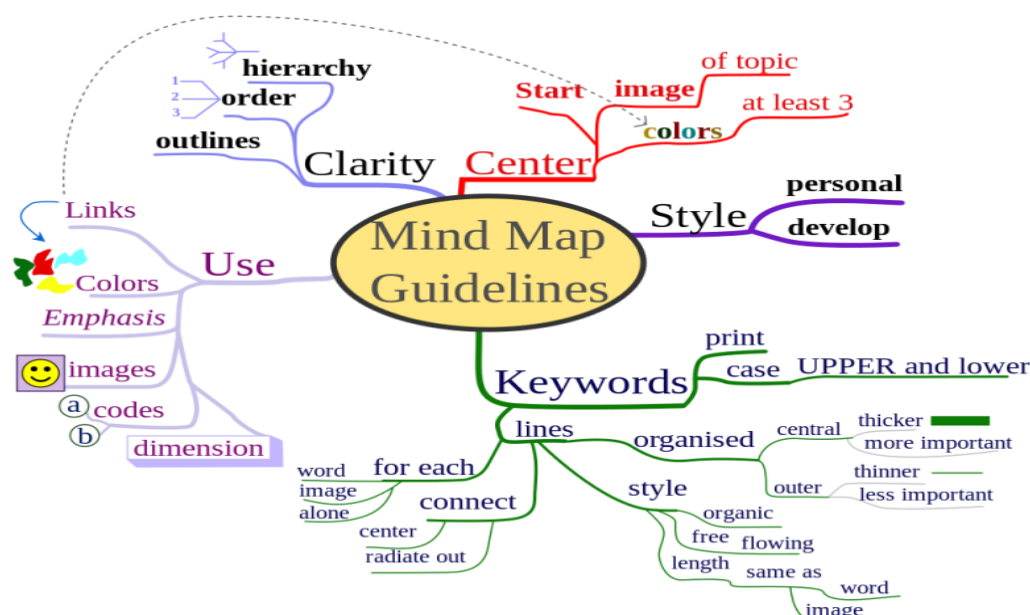 Mind Map
Guidelines
Clarity
hierarchy
1
2
3
order
outlines
Center
Start
image
of topic
colors
at least 3
Style
personal
develop
Use
Links
Colors
Emphasis
images
codes
a
b
dimension
Keywords
print
case
UPPER and lower
lines
organised
central
thicker
more important
outer
thinner
less important
style
organic
free
flowing
length
same as
word
image
for each
word
image
alone
connect
center
radiate out